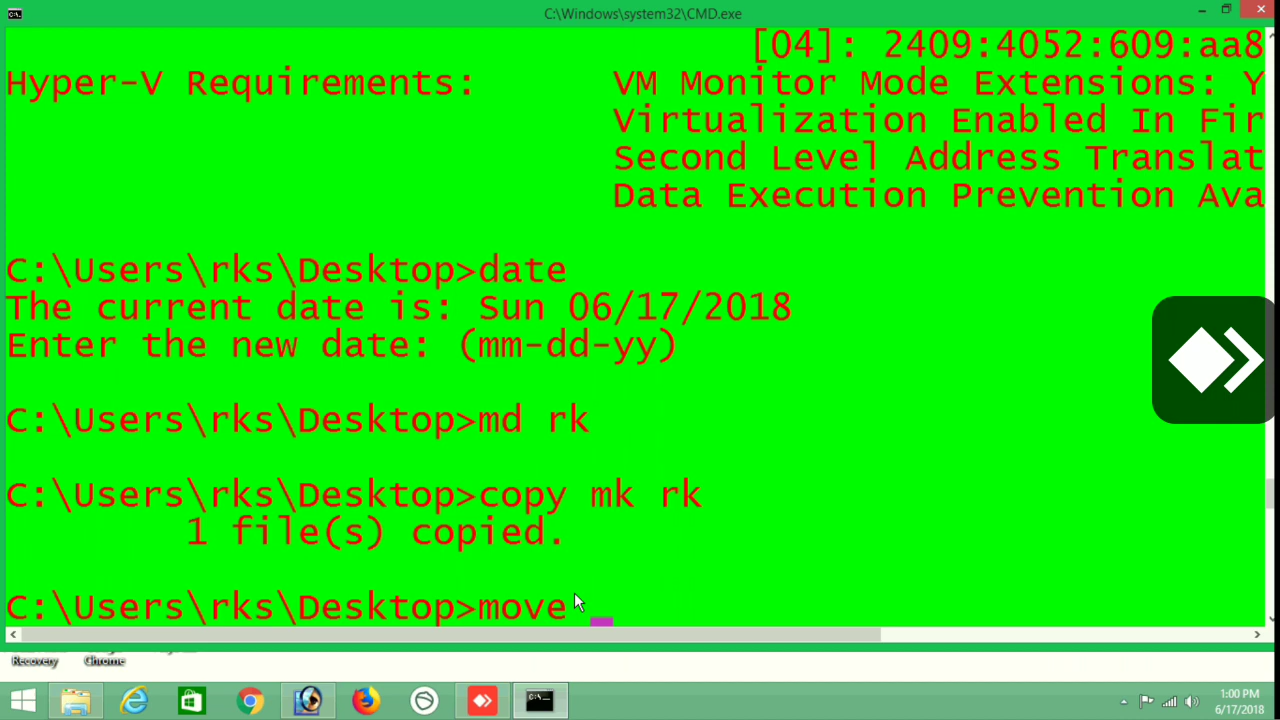 C:\Windows\system32\CMD.exe
[04]: 2409:4052:609:aa8
Hyper-V Requirements: VM Monitor Mode Extensions: Y
Virtualization Enabled In Fir
Second Level Address Translat
Data Execution Prevention Ava
C:\Users\rks\Desktop>date
The current date is: Sun 06/17/2018
Enter the new date: (mm-dd-yy)
C:\Users\rks\Desktop>md rk
C:\Users\rks\Desktop>copy mk rk
1 file(s) copied.
C:\Users\rks\Desktop>move
Recovery Chrome
1:00 PM
6/17/2018